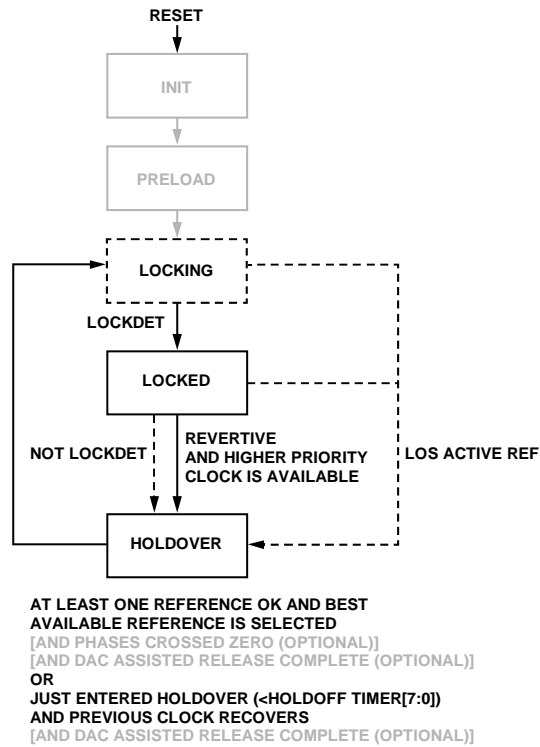 RESET
INIT
PRELOAD
LOCKING
LOCKDET
LOCKED
NOT LOCKDET
REVERTIVE
AND HIGHER PRIORITY
CLOCK IS AVAILABLE
LOS ACTIVE REF
HOLDOVER
AT LEAST ONE REFERENCE OK AND BEST
AVAILABLE REFERENCE IS SELECTED
[AND PHASES CROSSED ZERO (OPTIONAL)]
[AND DAC ASSISTED RELEASE COMPLETE (OPTIONAL)]
OR
JUST ENTERED HOLDOVER (<HOLDOFF TIMER[7:0])
AND PREVIOUS CLOCK RECOVERS
[AND DAC ASSISTED RELEASE COMPLETE (OPTIONAL)]